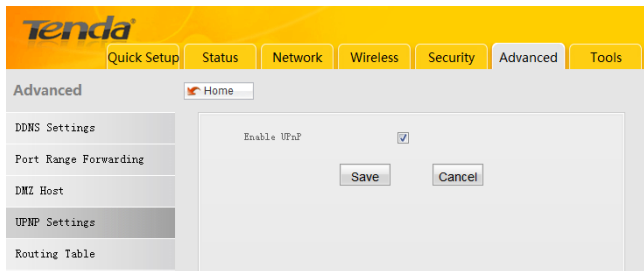 Tenda
Quick Setup Status Network Wireless Security Advanced Tools
Advanced
Home
DDNS Settings
Enable UPnP
Port Range Forwarding
Save Cancel
DMZ Host
UPNP Settings
Routing Table